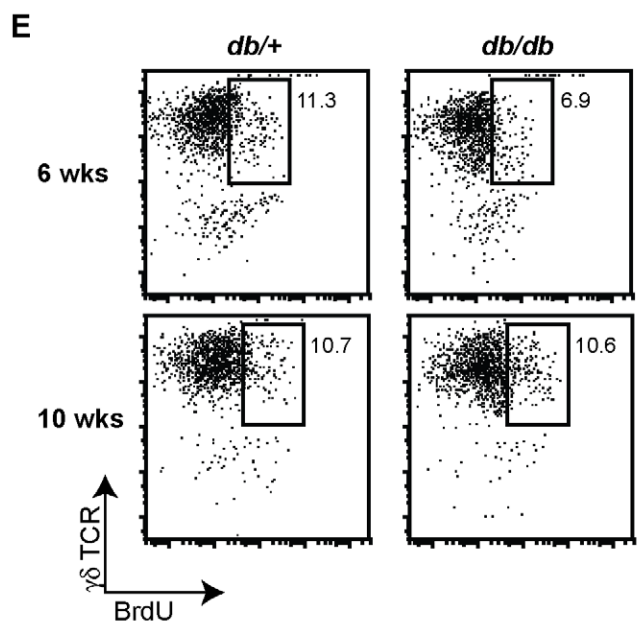 E
db/+ db/db
6 wks 11.3 6.9
10 wks 10.7 10.6
γδ TCR
BrdU